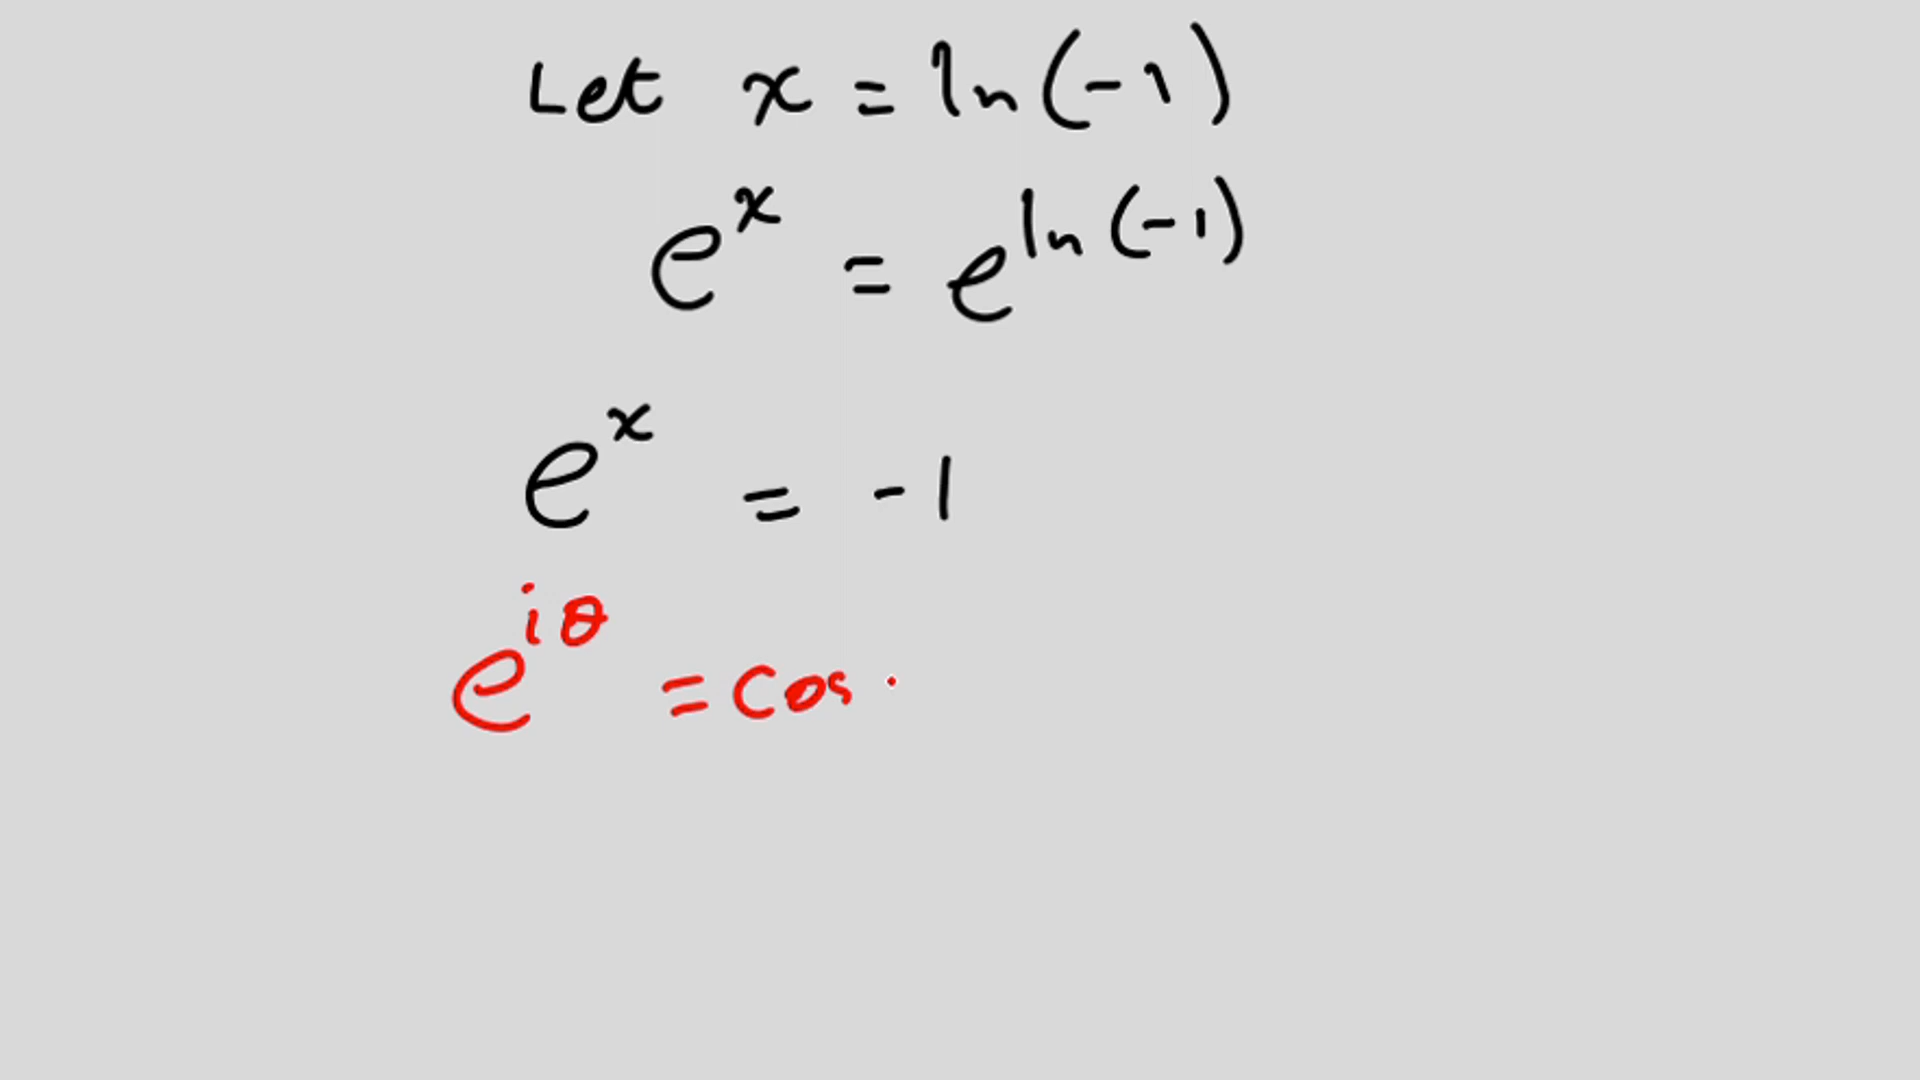 Let x = ln(-1)
e^x = e^ln(-1)
e^x = -1
e^iθ = cos